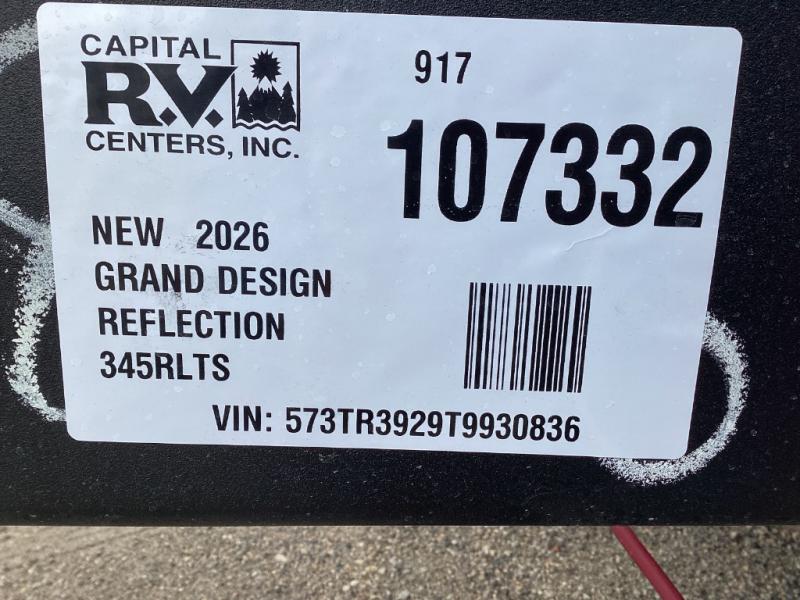 CAPITAL
R.V.
CENTERS, INC.
917
107332
NEW 2026
GRAND DESIGN
REFLECTION
345RLTS
VIN: 573TR3929T9930836